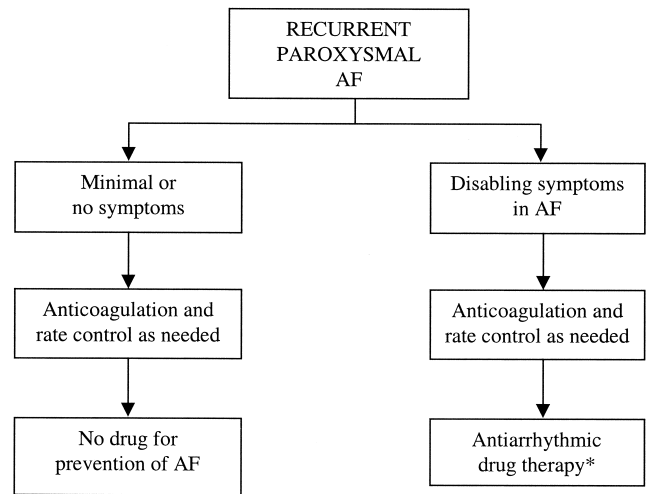 RECURRENT
PAROXYSMAL
AF
Minimal or
no symptoms
Disabling symptoms
in AF
Anticoagulation and
rate control as needed
Anticoagulation and
rate control as needed
No drug for
prevention of AF
Antiarrhythmic
drug therapy*